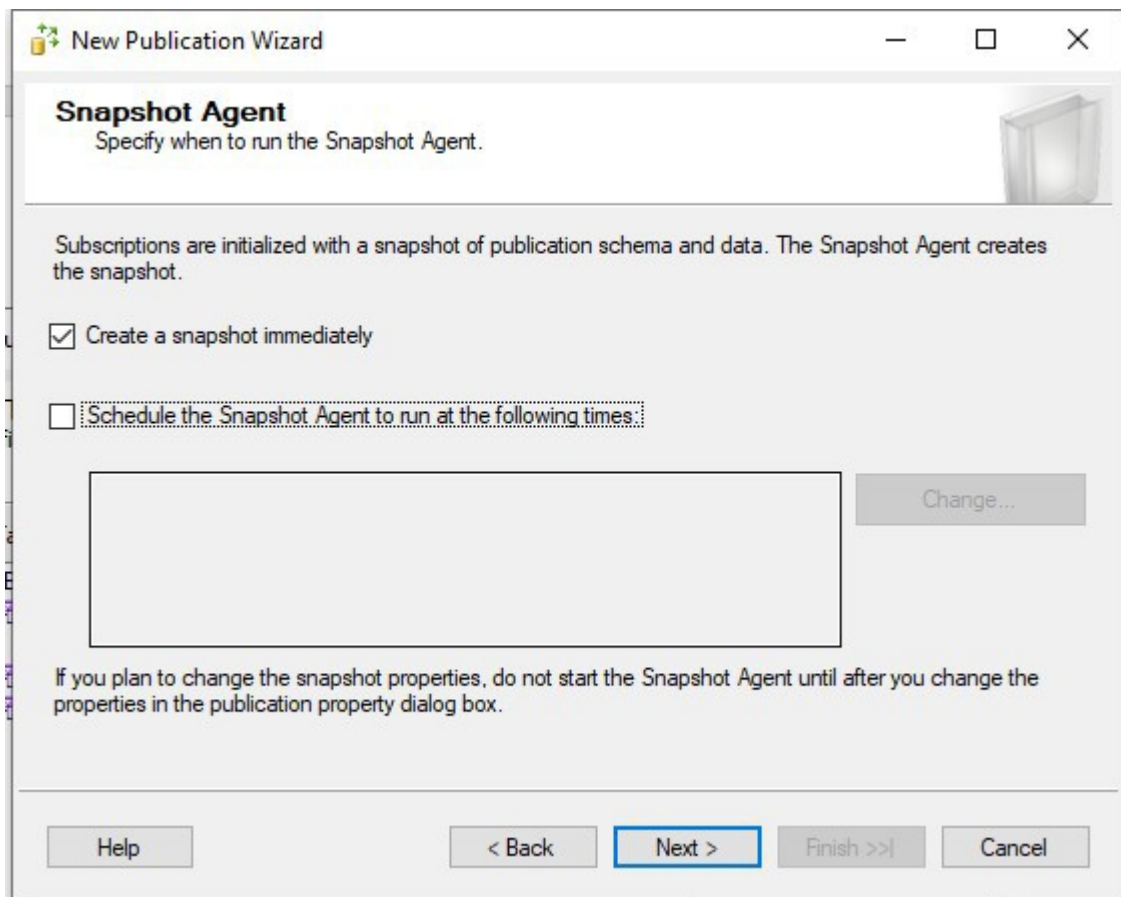 New Publication Wizard
Snapshot Agent
Specify when to run the Snapshot Agent.
Subscriptions are initialized with a snapshot of publication schema and data. The Snapshot Agent creates
the snapshot.
Create a snapshot immediately
Schedule the Snapshot Agent to run at the following times:
Change...
If you plan to change the snapshot properties, do not start the Snapshot Agent until after you change the
properties in the publication property dialog box.
Help
< Back
Next >
Finish >>|
Cancel